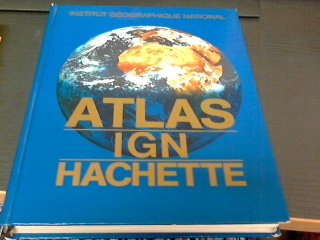 INSTITUT GÉOGRAPHIQUE NATIONAL
ATLAS
IGN
HACHETTE